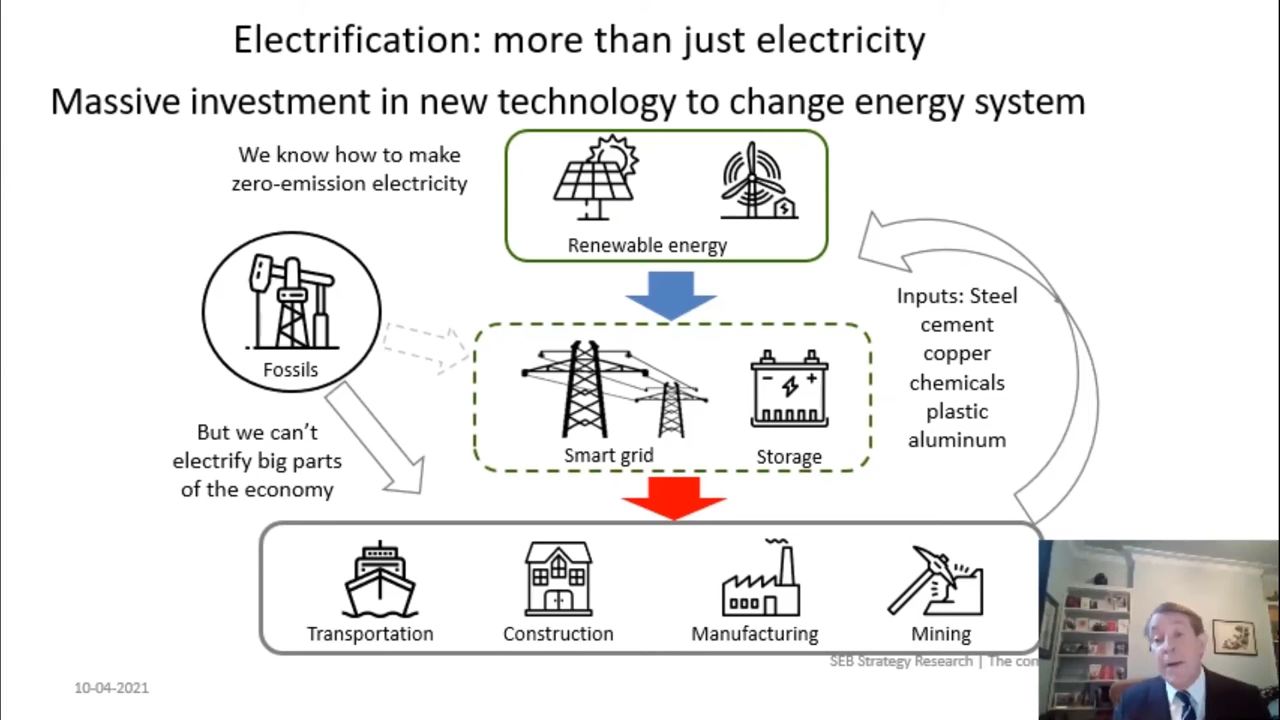 Electrification: more than just electricity
Massive investment in new technology to change energy system
We know how to make
zero-emission electricity
Renewable energy
Fossils
Inputs: Steel
cement
copper
chemicals
plastic
aluminum
Smart grid
Storage
But we can’t
electrify big parts
of the economy
Transportation
Construction
Manufacturing
Mining
SEB Strategy Research | The
10-04-2021